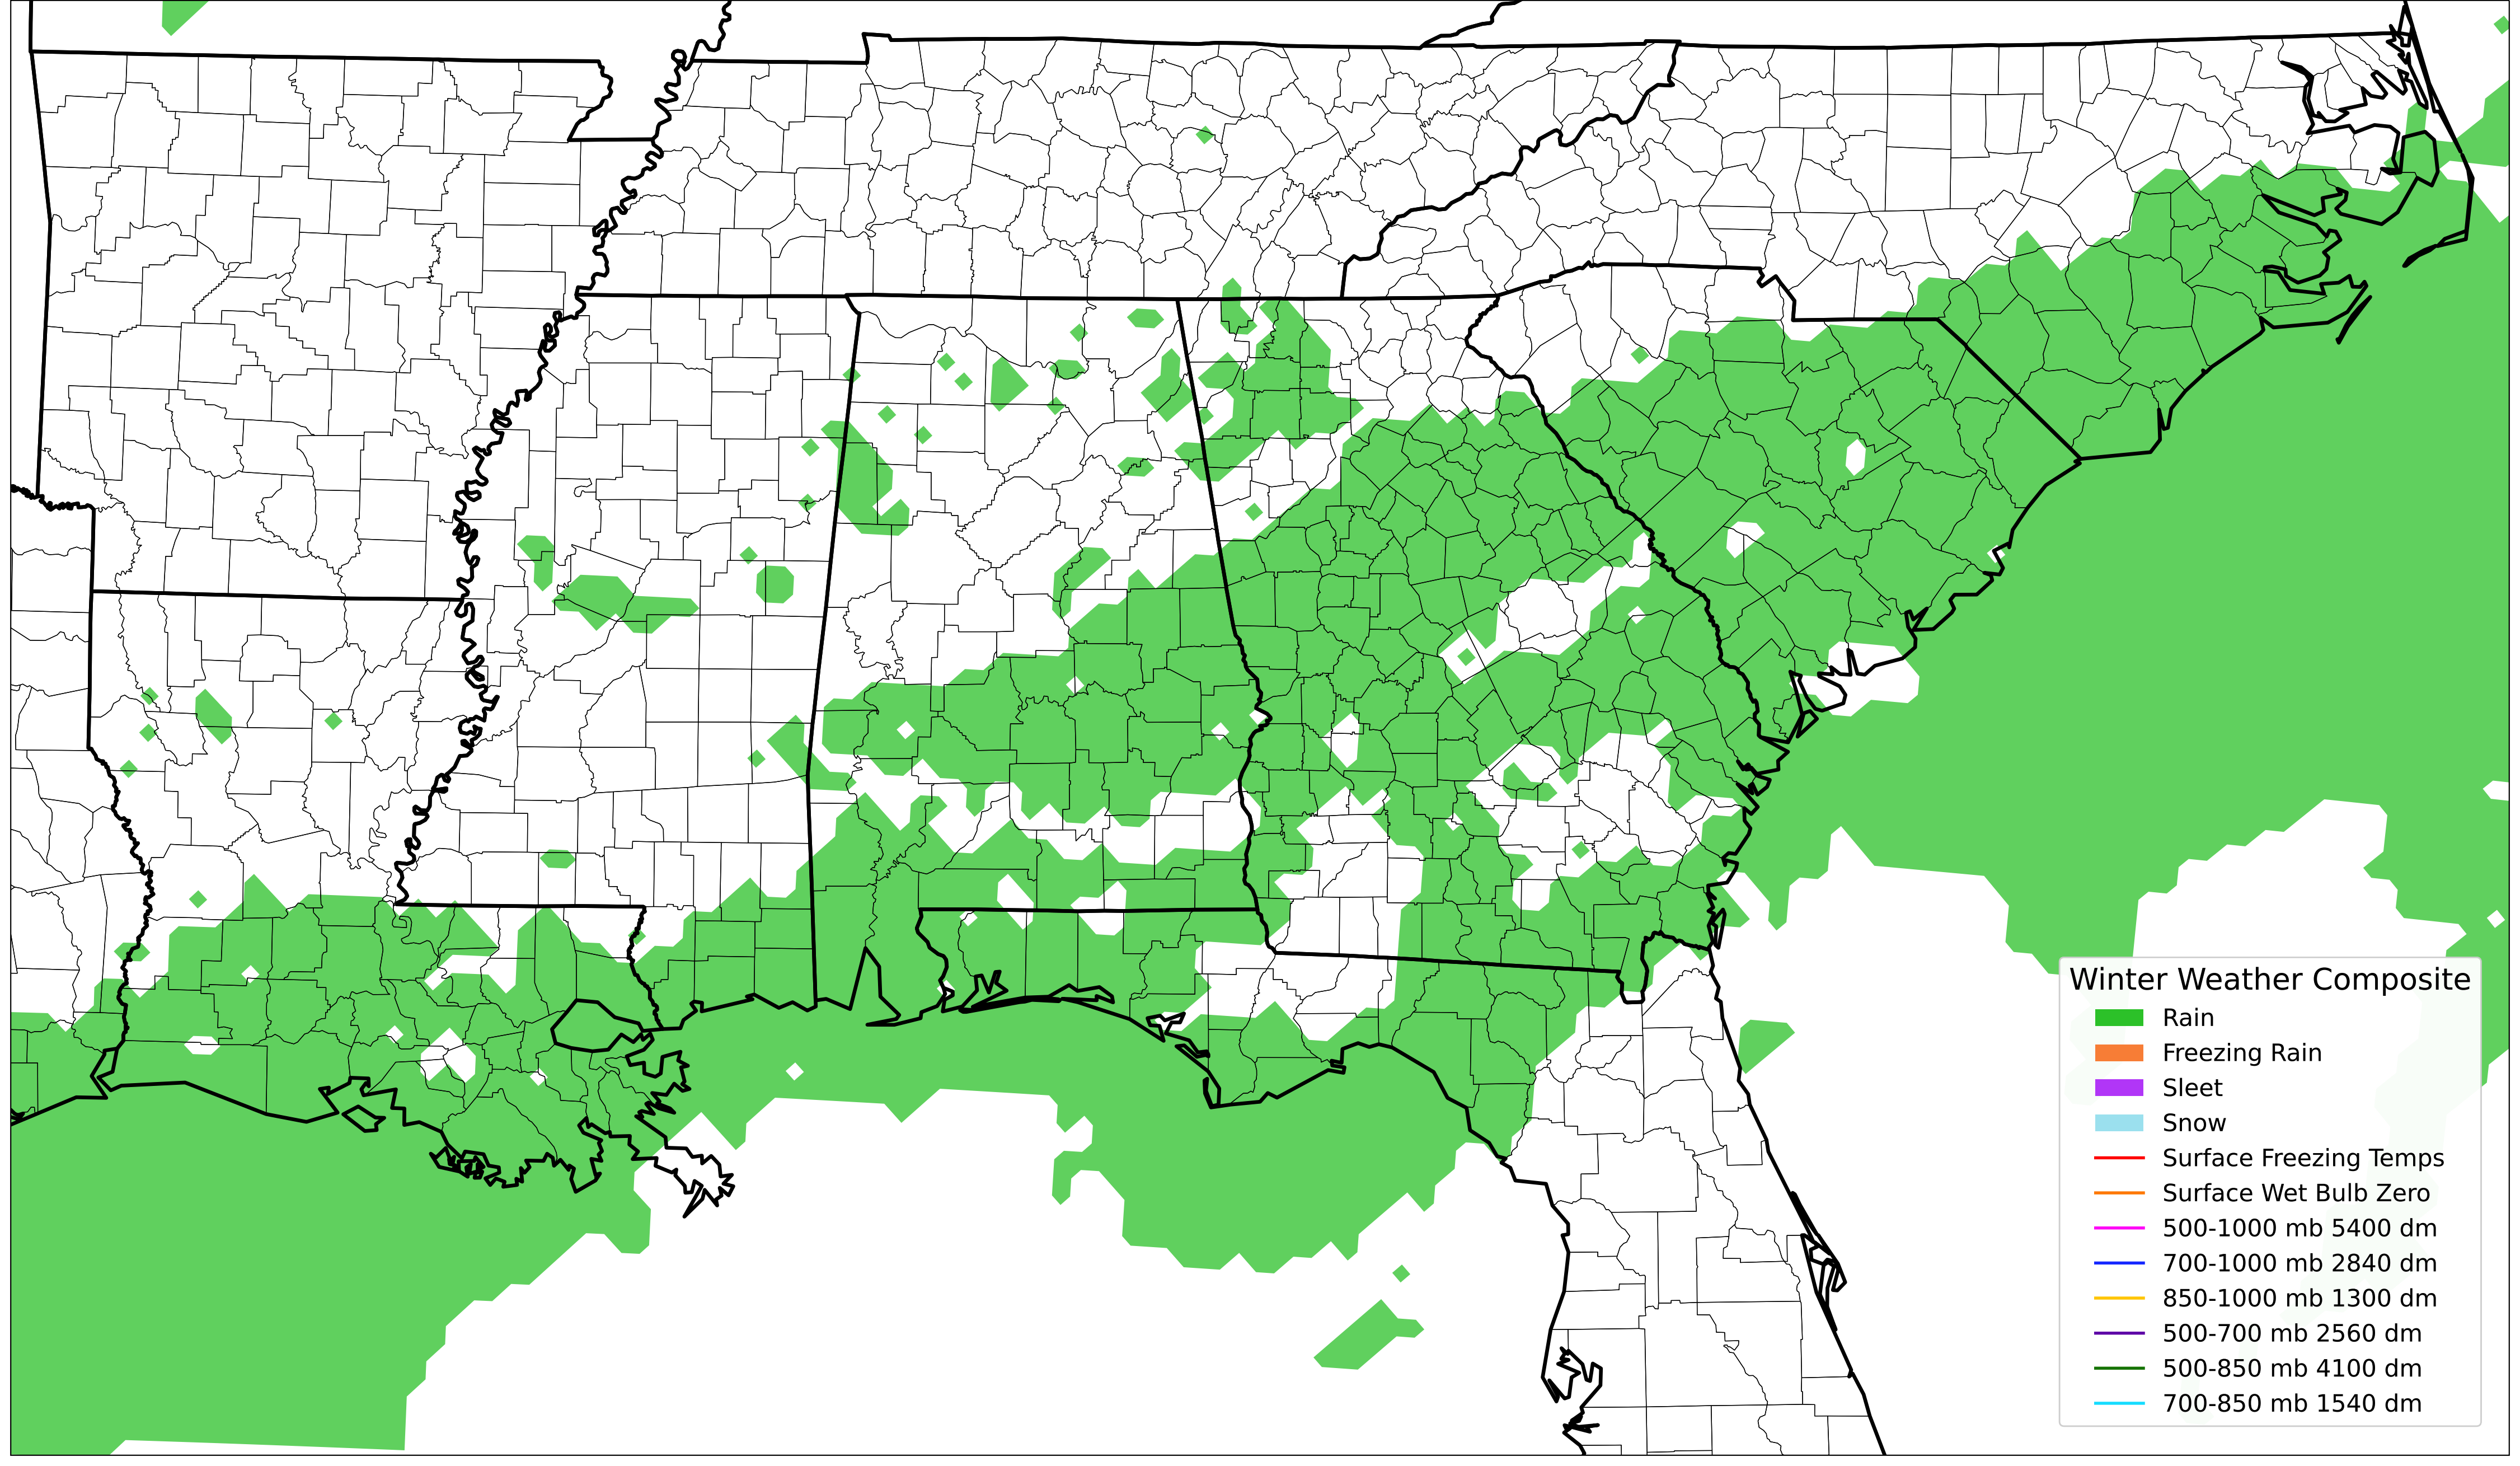 Winter Weather Composite
Rain
Freezing Rain
Sleet
Snow
Surface Freezing Temps
Surface Wet Bulb Zero
500-1000 mb 5400 dm
700-1000 mb 2840 dm
850-1000 mb 1300 dm
500-700 mb 2560 dm
500-850 mb 4100 dm
700-850 mb 1540 dm